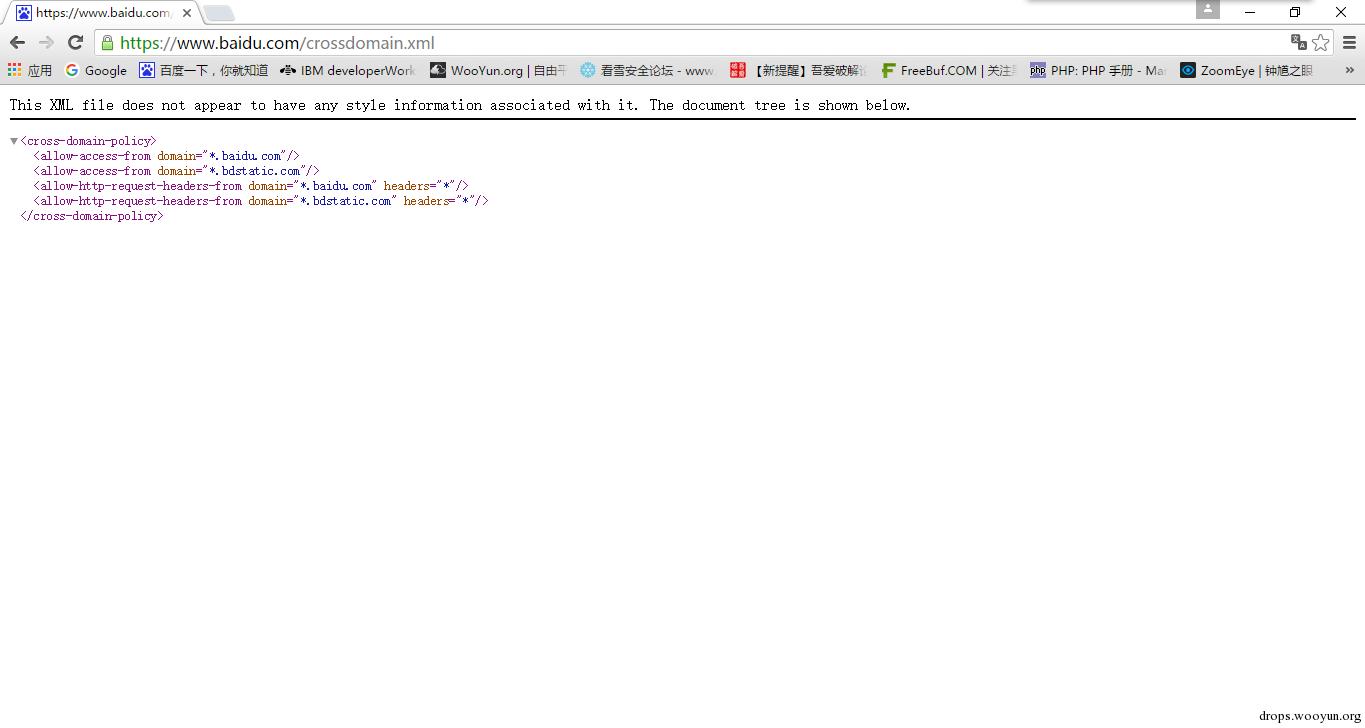 https://www.baidu.com/
https://www.baidu.com/crossdomain.xml
应用 Google 百度一下，你就知道 IBM developerWork WooYun.org | 自由平 看雪安全论坛 - www. 【新提醒】吾爱破解论 FreeBuf.COM | 关注 php PHP: PHP 手册 - Ma ZoomEye | 钟馗之眼 »
This XML file does not appear to have any style information associated with it. The document tree is shown below.
▼<cross-domain-policy>
<allow-access-from domain="*.baidu.com"/>
<allow-access-from domain="*.bdstatic.com"/>
<allow-http-request-headers-from domain="*.baidu.com" headers="*"/>
<allow-http-request-headers-from domain="*.bdstatic.com" headers="*"/>
</cross-domain-policy>
drops.wooyun.org